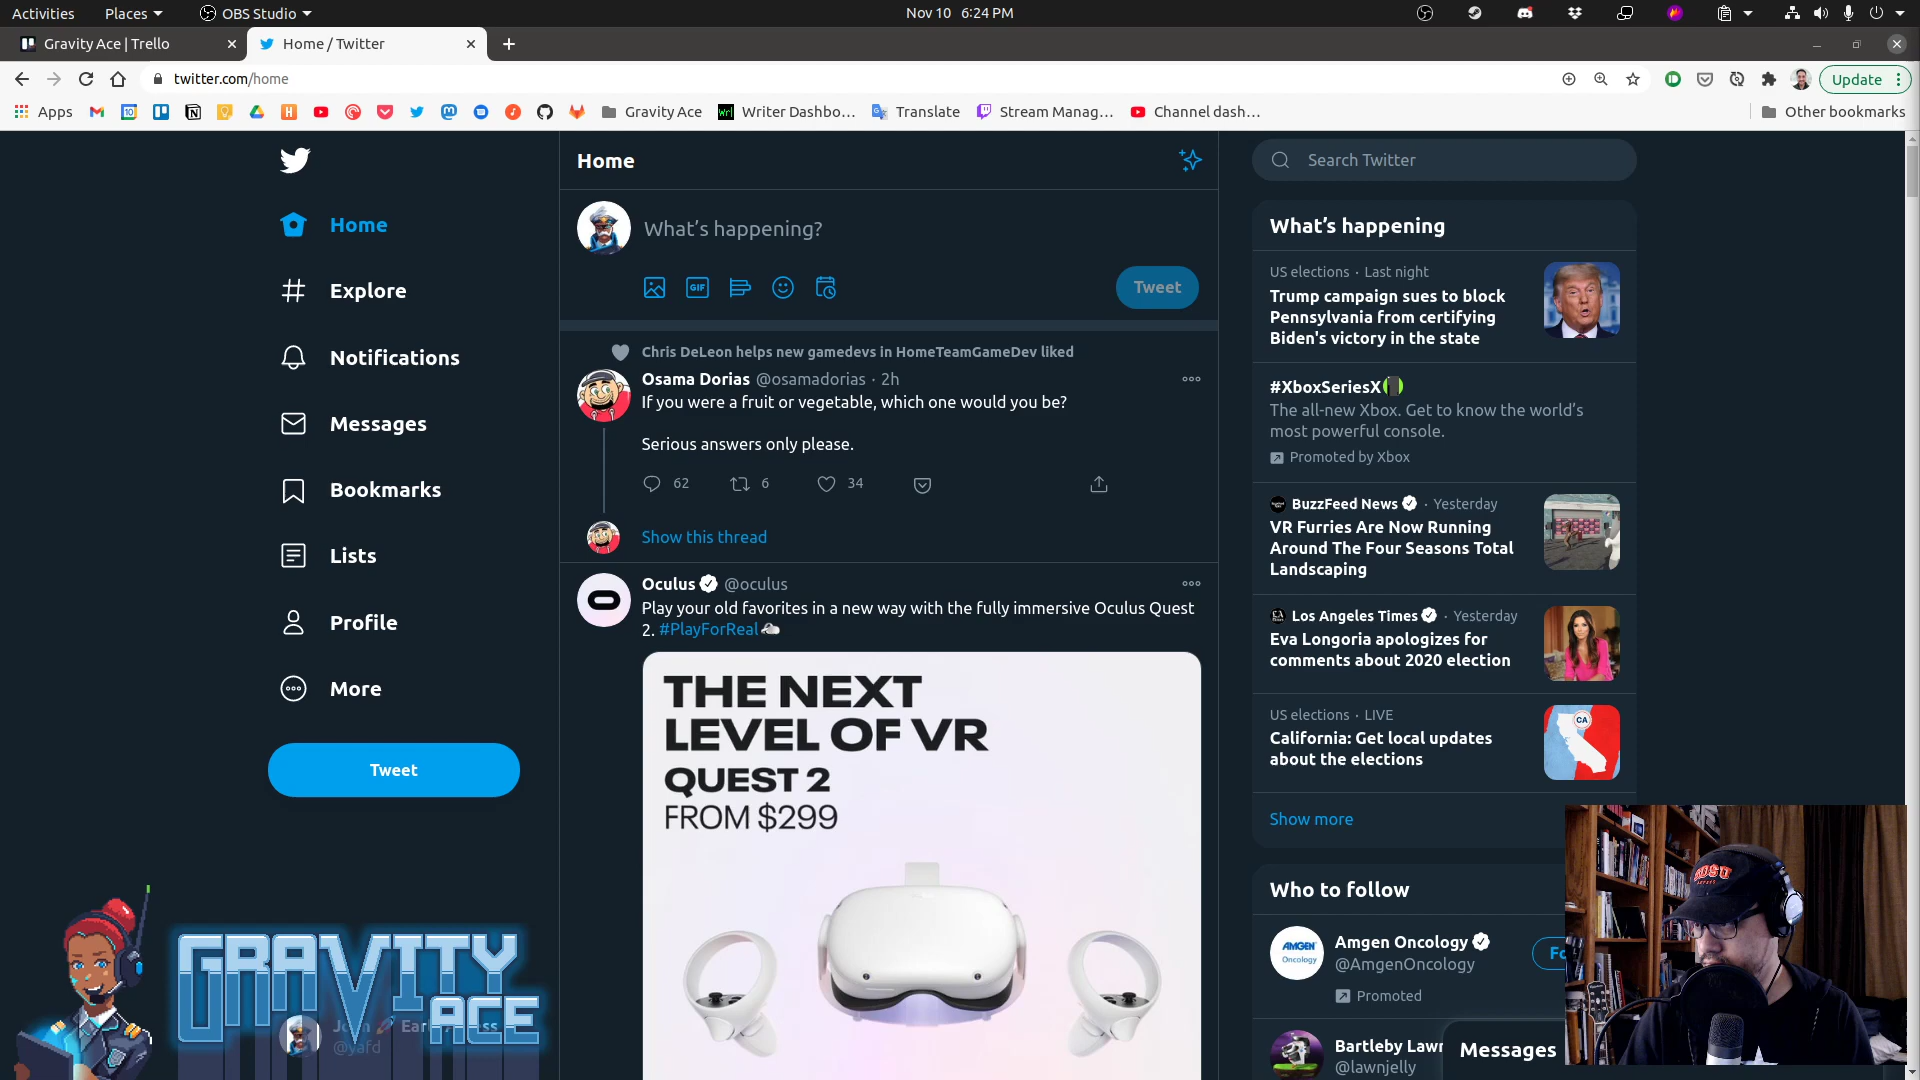 Activities
Places
OBS Studio
Nov 10 6:24 PM
Gravity Ace | Trello
Home / Twitter
twitter.com/home
Update
Apps
Gravity Ace
Writer Dashbo...
Translate
Stream Manag...
Channel dash...
Other bookmarks
Home
Explore
Notifications
Messages
Bookmarks
Lists
Profile
More
Tweet
@yafd
GRAVITY
ACE
Home
What's happening?
GIF
Tweet
Chris DeLeon helps new gamedevs in HomeTeamGameDev liked
Osama Dorias @osamadorias · 2h
If you were a fruit or vegetable, which one would you be?
Serious answers only please.
62 6 34
Show this thread
Oculus @oculus
Play your old favorites in a new way with the fully immersive Oculus Quest
2. #PlayForReal
THE NEXT
LEVEL OF VR
QUEST 2
FROM $299
Search Twitter
What's happening
US elections · Last night
Trump campaign sues to block
Pennsylvania from certifying
Biden's victory in the state
#XboxSeriesX
The all-new Xbox. Get to know the world's
most powerful console.
Promoted by Xbox
BuzzFeed News · Yesterday
VR Furries Are Now Running
Around The Four Seasons Total
Landscaping
Los Angeles Times · Yesterday
Eva Longoria apologizes for
comments about 2020 election
US elections · LIVE
California: Get local updates
about the elections
CA
Show more
Who to follow
AMGEN
Oncology
Amgen Oncology
@AmgenOncology
Promoted
Fo
Bartleby Lawr
@lawnjelly
Messages